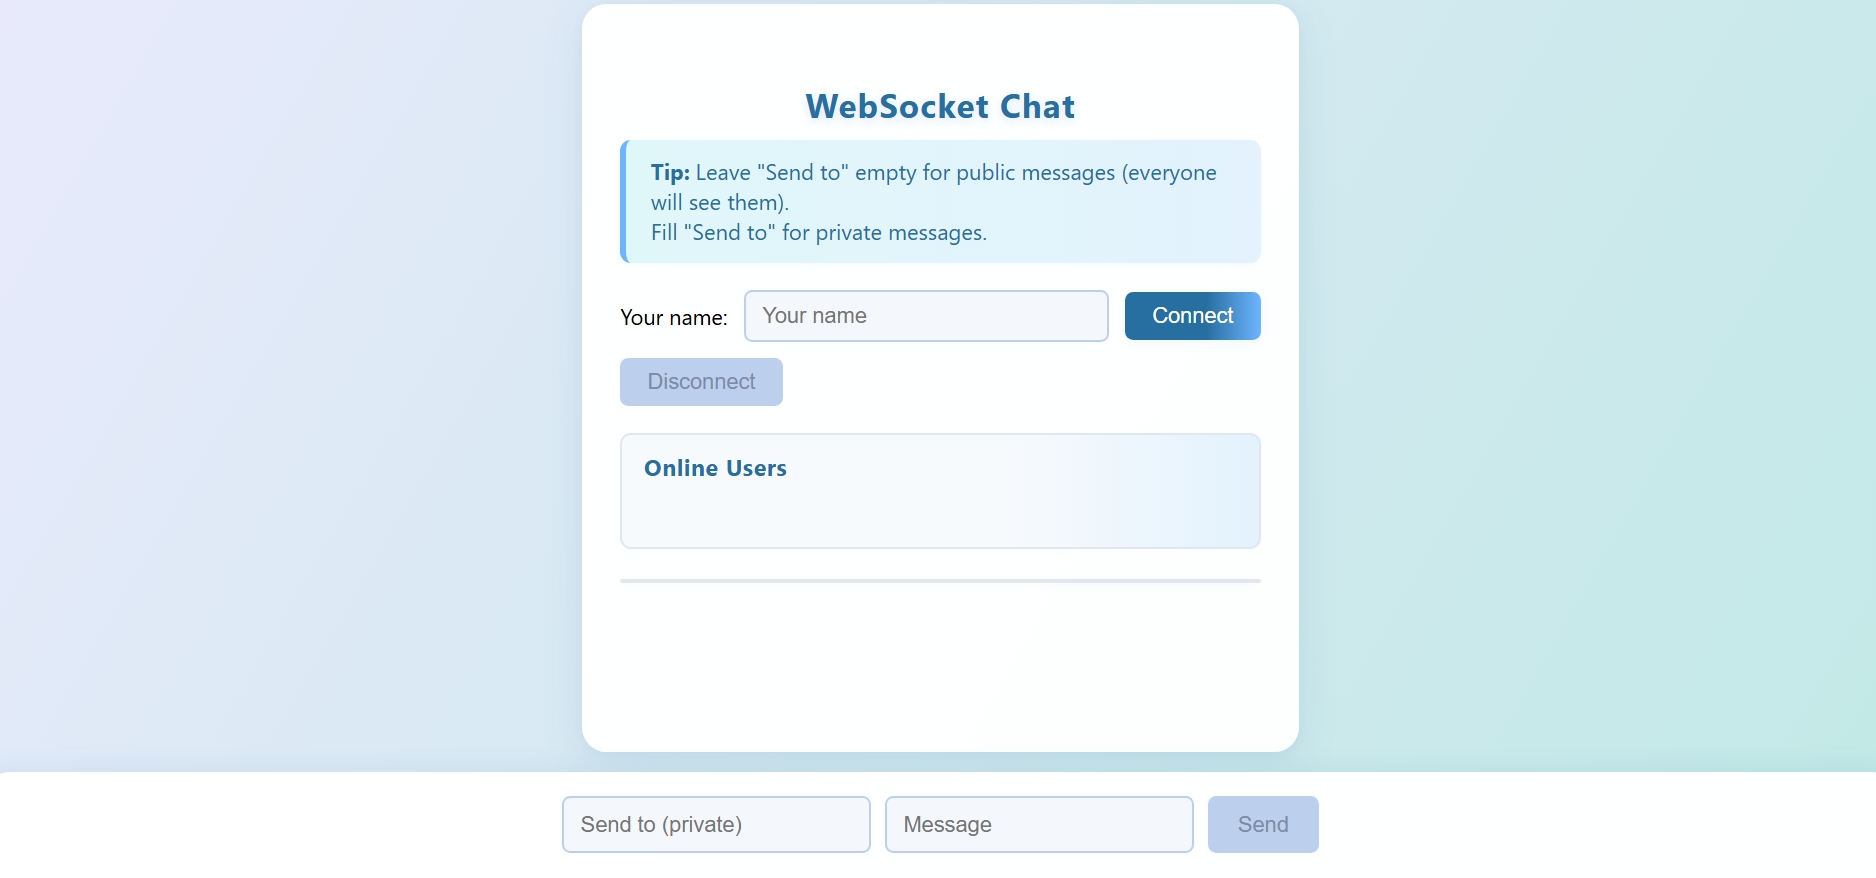 WebSocket Chat
Tip: Leave "Send to" empty for public messages (everyone
will see them).
Fill "Send to" for private messages.
Your name: Your name Connect
Disconnect
Online Users
Send to (private) Message Send